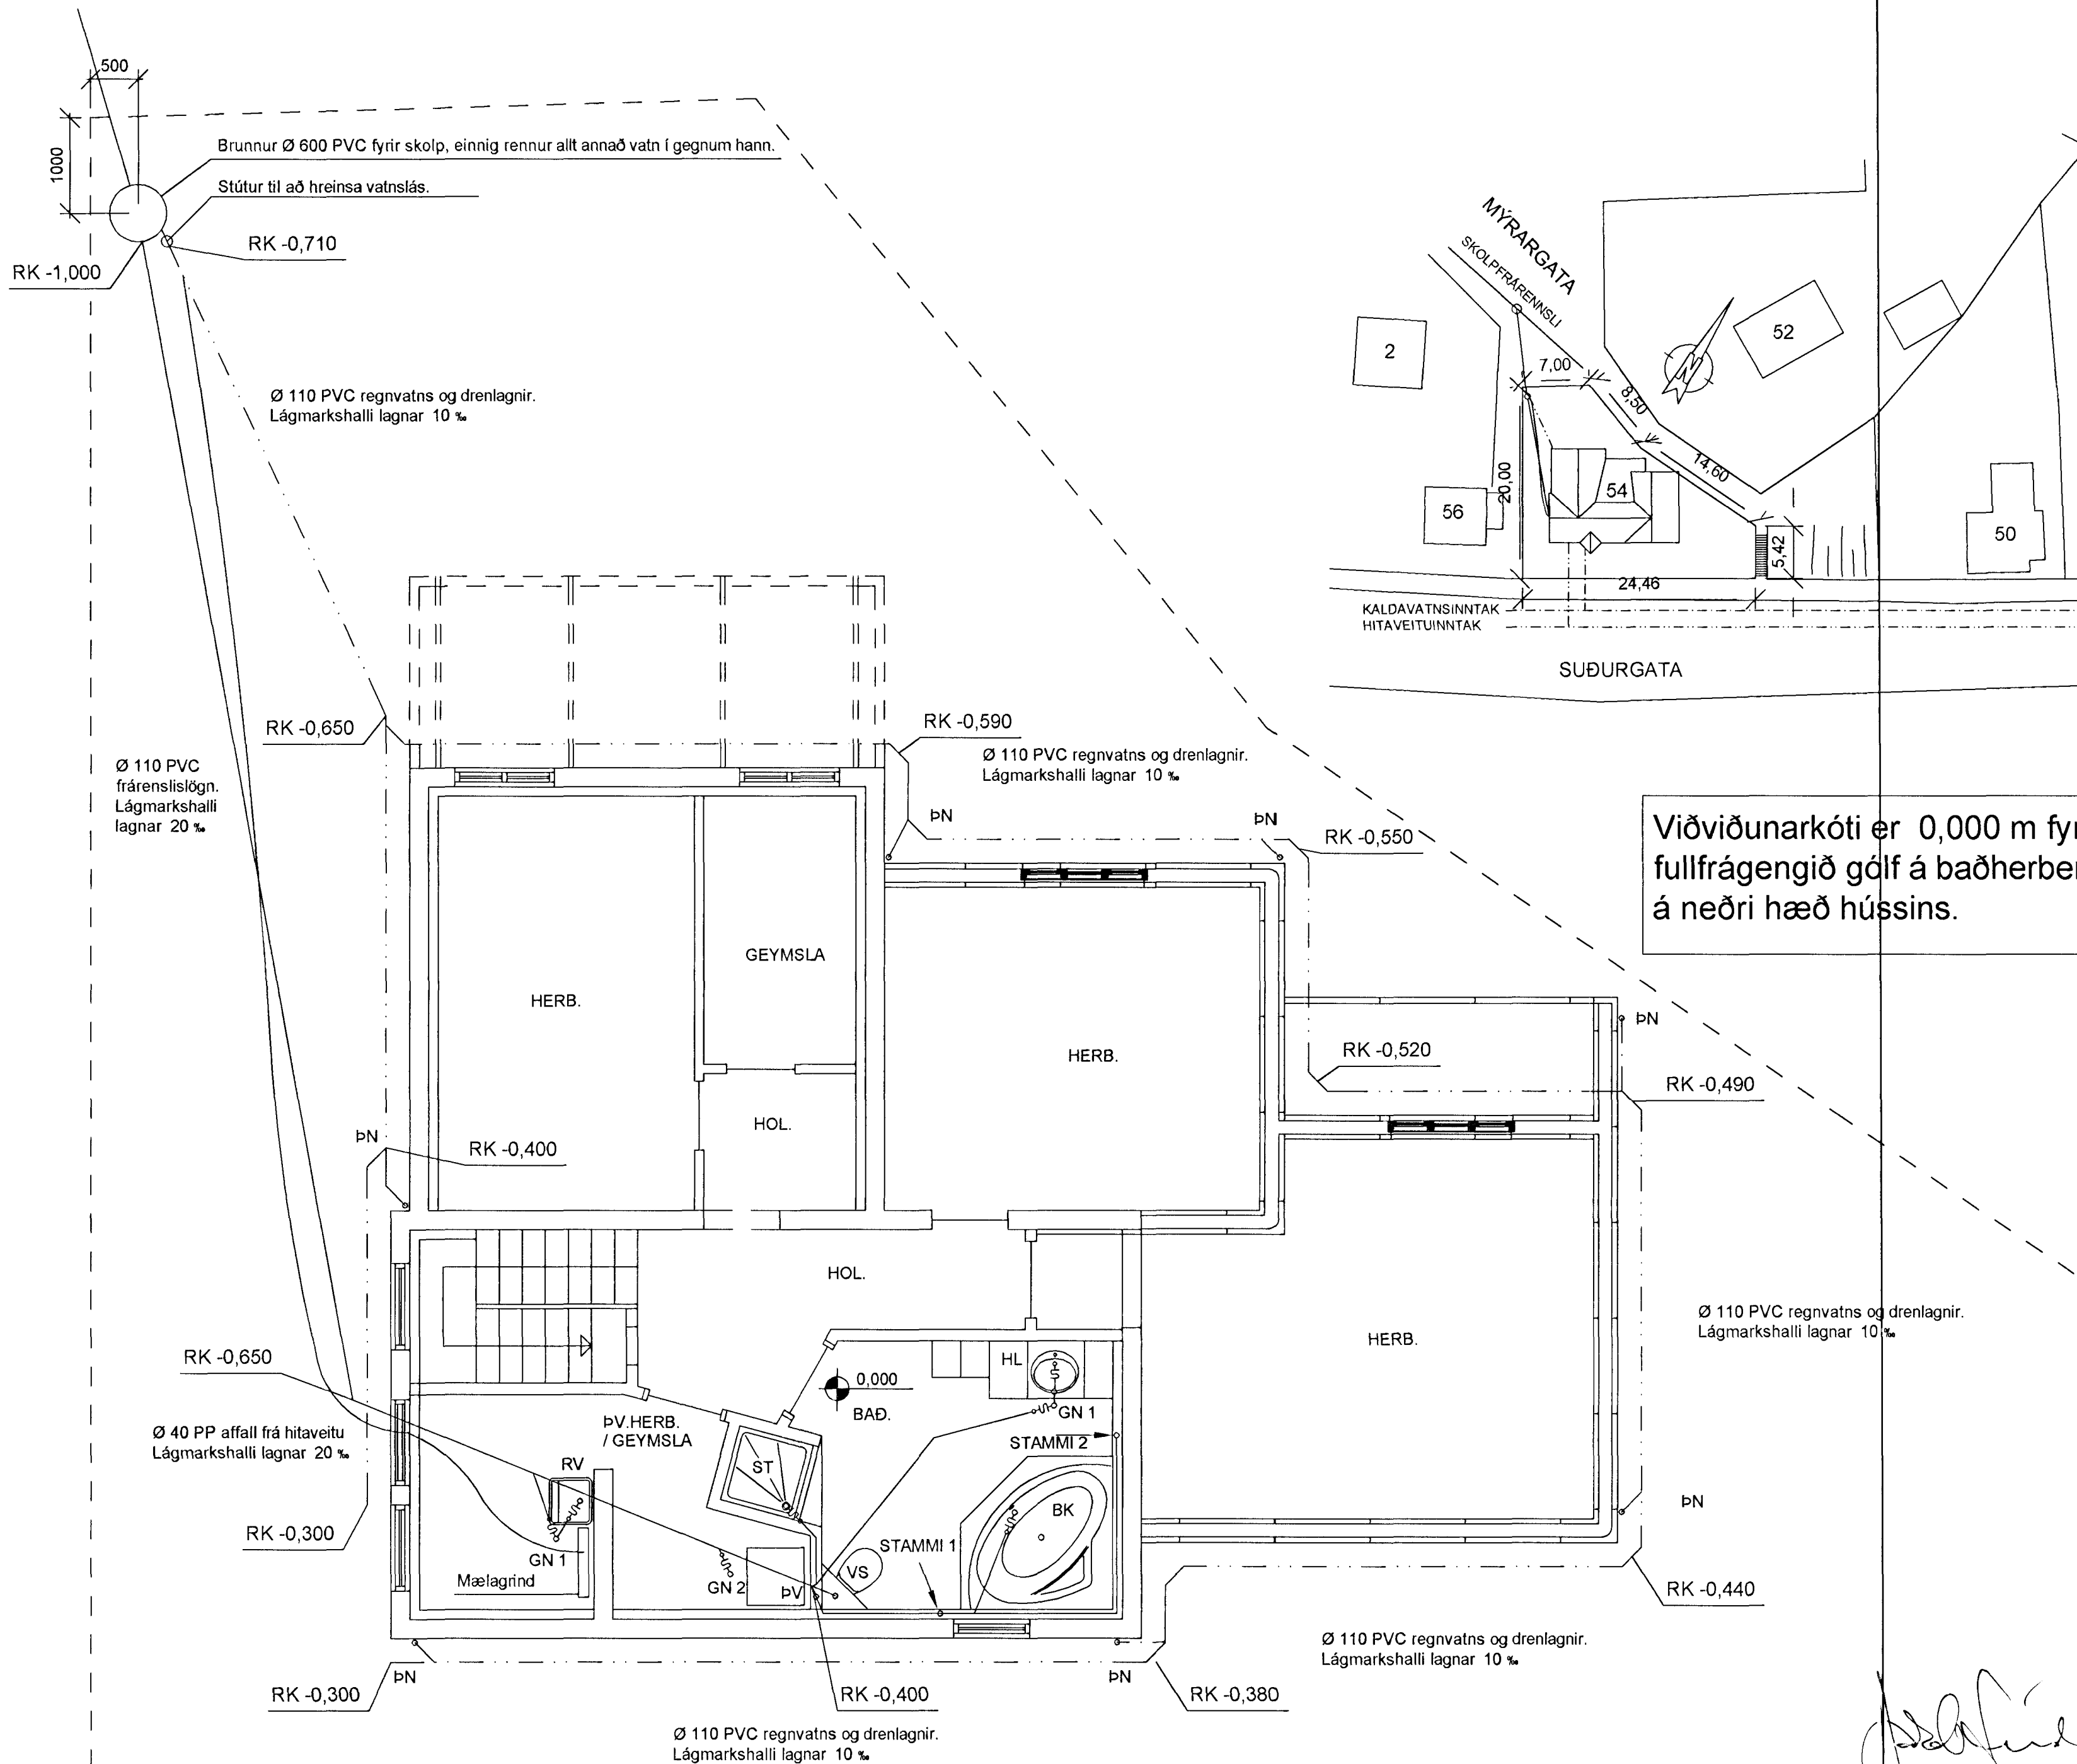 500
1000
Brunnur Ø 600 PVC fyrir skolp, einnig rennur allt annað vatn í gegnum hann.
Stútur til að hreinsa vatnslás.
RK -0,710
RK -1,000
Ø 110 PVC regnvatns og drenlagnir.
Lágmarkshalli lagnar 10 ‰
MÝRARGATA
SKOLPFRÁRENNSLI
2
52
7,00
8,50
14,60
20,00
54
56
50
5,42
24,46
KALDAVATNSINNTAK
HITAVEITUINNTAK
SUÐURGATA
N
RK -0,650
RK -0,590
Ø 110 PVC regnvatns og drenlagnir.
Lágmarkshalli lagnar 10 ‰
Ø 110 PVC
frárenslislögn.
Lágmarkshalli
lagnar 20 ‰
ÞN
ÞN
RK -0,550
Viðviðunarkóti er 0,000 m
fullfrágengið gólf á
á neðri hæð hússins.
GEYMSLA
HERB.
HERB.
ÞN
RK -0,520
RK -0,490
HOL.
ÞN
RK -0,400
HOL.
Ø 110 PVC regnvatns og drenlagnir.
Lágmarkshalli lagnar 10 ‰
HERB.
RK -0,650
HL
0,000
BAÐ.
GN 1
ÞV.HERB.
/ GEYMSLA
STAMMI 2
Ø 40 PP affall frá hitaveitu
Lágmarkshalli lagnar 20 ‰
RV
ST
BK
ÞN
RK -0,300
GN 1
STAMMI 1
VS
Mælagrind
GN 2
ÞV
RK -0,440
Ø 110 PVC regnvatns og drenlagnir.
Lágmarkshalli lagnar 10 ‰
ÞN
ÞN
RK -0,300
RK -0,400
RK -0,380
Ø 110 PVC regnvatns og drenlagnir.
Lágmarkshalli lagnar 10 ‰